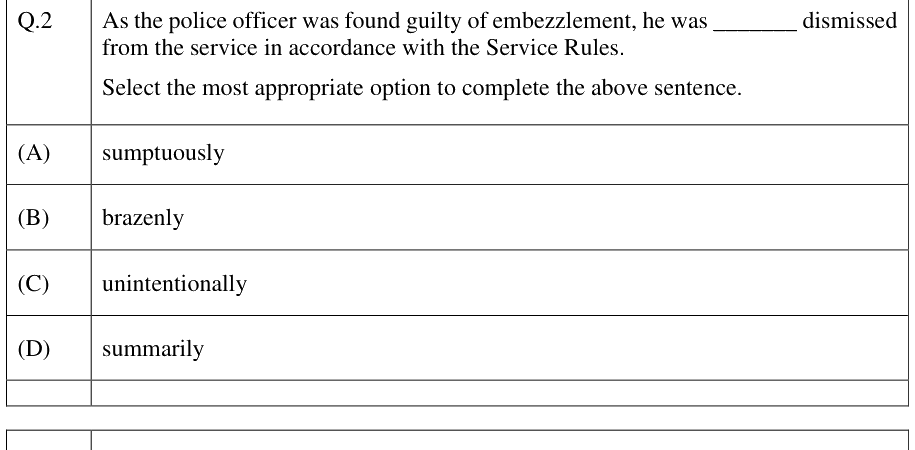 Q.2 As the police officer was found guilty of embezzlement, he was _______ dismissed
from the service in accordance with the Service Rules.
Select the most appropriate option to complete the above sentence.
(A) sumptuously
(B) brazenly
(C) unintentionally
(D) summarily